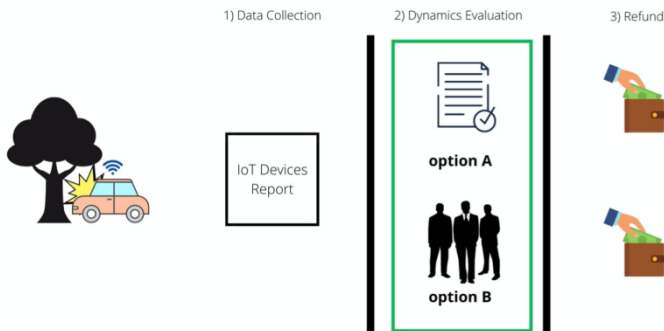 1) Data Collection
2) Dynamics Evaluation
3) Refund
IoT Devices
Report
option A
option B